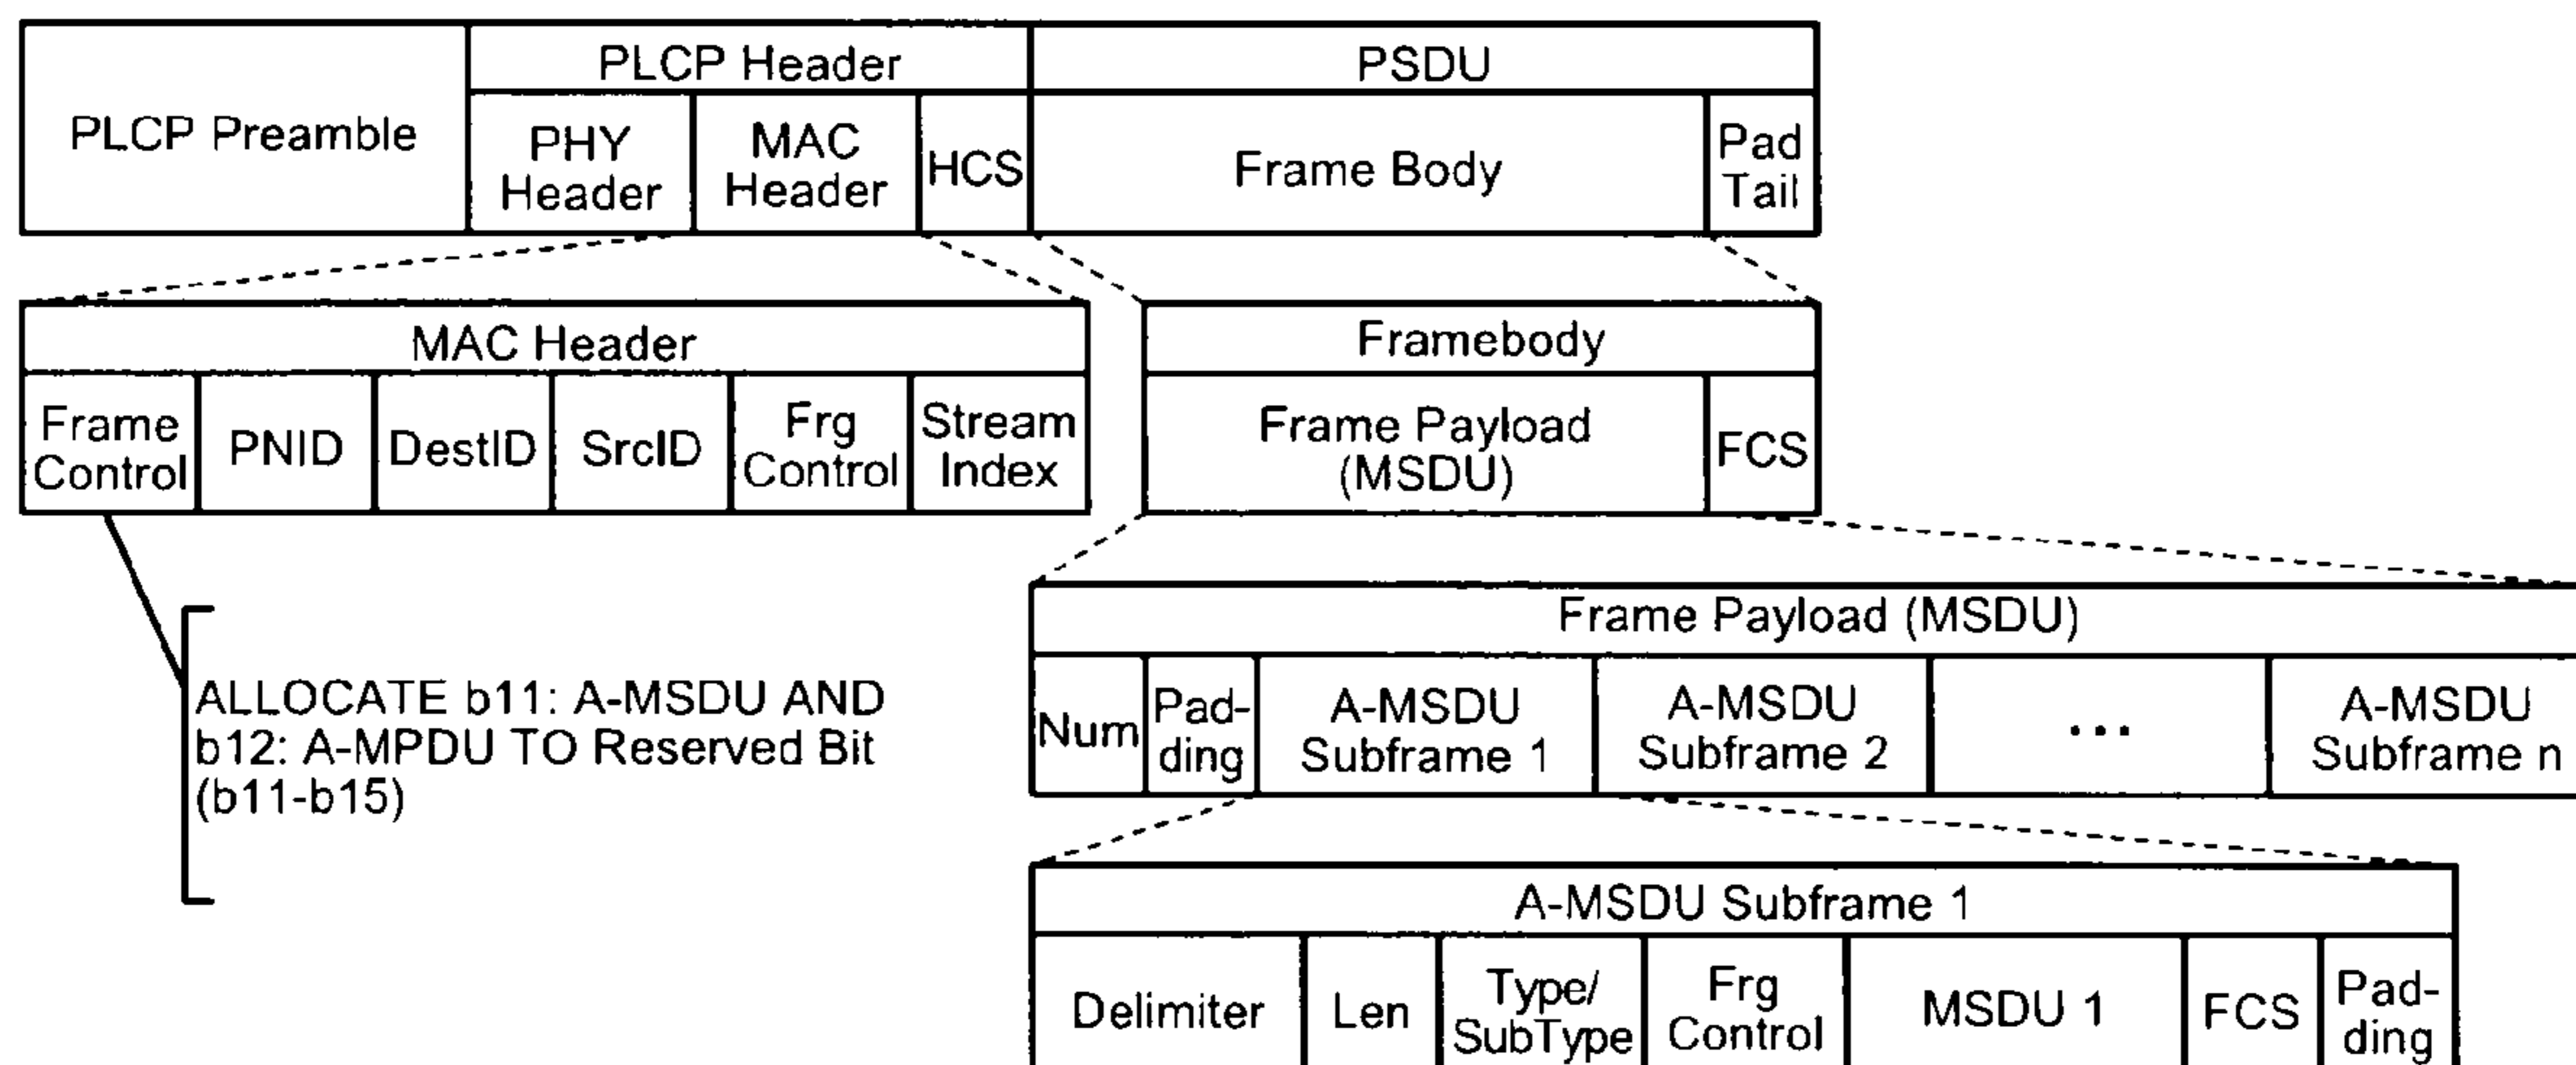 PLCP Preamble
PLCP Header
PSDU
PHY
Header
MAC
Header
HCS
Frame Body
Pad
Tail
MAC Header
Frame
Control
PNID
DestID
SrcID
Frg
Control
Stream
Index
Framebody
Frame Payload
(MSDU)
FCS
ALLOCATE b11: A-MSDU AND
b12: A-MPDU TO Reserved Bit
(b11-b15)
Frame Payload (MSDU)
Num
Pad-
ding
A-MSDU
Subframe 1
A-MSDU
Subframe 2
...
A-MSDU
Subframe n
A-MSDU Subframe 1
Delimiter
Len
Type/
SubType
Frg
Control
MSDU 1
FCS
Pad-
ding